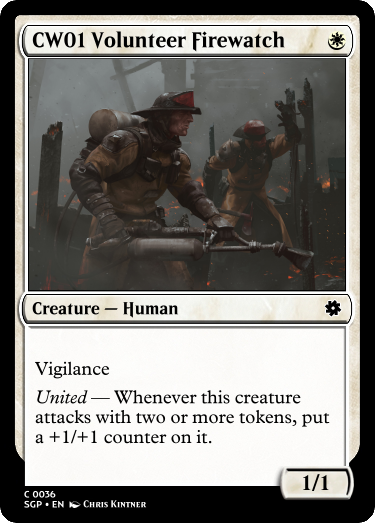 CW01 Volunteer Firewatch
Creature — Human
Vigilance
United — Whenever this creature
attacks with two or more tokens, put
a +1/+1 counter on it.
1/1
C 0036
SGP • EN Chris Kintner